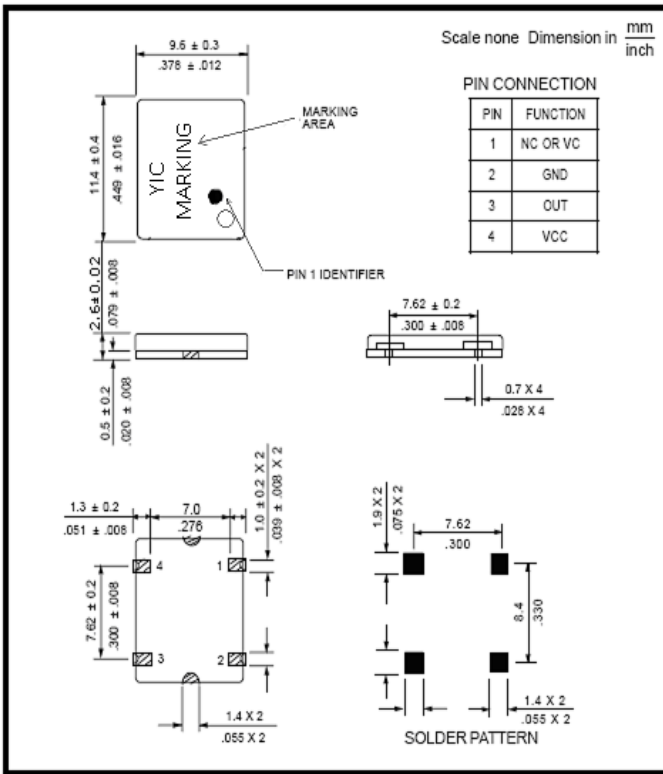 Scale none Dimension in mm
inch
9.6 ± 0.3
.378 ± .012
11.4 ± 0.4
.449 ± .016
YIC
MARKING
MARKING
AREA
PIN 1 IDENTIFIER
PIN CONNECTION
PIN FUNCTION
1 NC OR VC
2 GND
3 OUT
4 VCC
2.6±0.02
.079 ± .008
0.5 ± 0.2
.020 ± .008
7.62 ± 0.2
.300 ± .008
0.7 X 4
.028 X 4
1.3 ± 0.2
.051 ± .008
7.0
.276
1.0 ± 0.2 X 2
.039 ± .008 X 2
4 1
3 2
7.62 ± 0.2
.300 ± .008
1.4 X 2
.055 X 2
1.9 X 2
.075 X 2
7.62
.300
8.4
.330
1.4 X 2
.055 X 2
SOLDER PATTERN